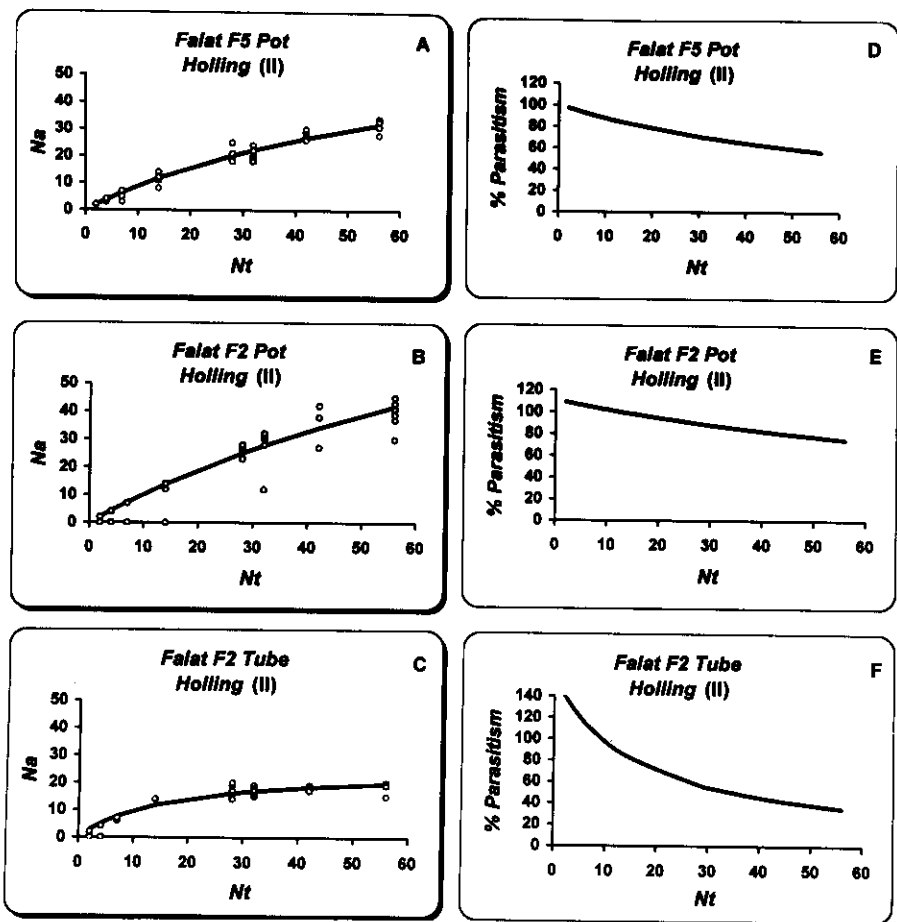 Falat F5 Pot
Holling (II)
A
50
40
30
20
10
0
Na
0 10 20 30 40 50 60
Nt
Falat F5 Pot
Holling (II)
D
120
100
80
60
40
20
0
% Parasitism
0 10 20 30 40 50 60
Nt
Falat F2 Pot
Holling (II)
B
50
40
30
20
10
0
Na
0 10 20 30 40 50 60
Nt
Falat F2 Pot
Holling (II)
E
120
100
80
60
40
20
0
% Parasitism
0 10 20 30 40 50 60
Nt
Falat F2 Tube
Holling (II)
C
50
40
30
20
10
0
Na
0 10 20 30 40 50 60
Nt
Falat F2 Tube
Holling (II)
F
140
120
100
80
60
40
20
0
% Parasitism
0 10 20 30 40 50 60
Nt